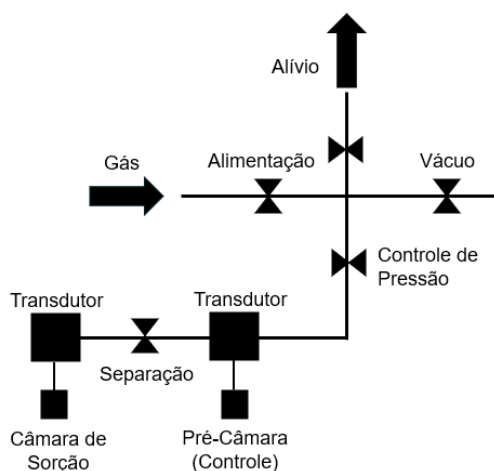 Alívio
Gás
Alimentação
Vácuo
Controle de
Pressão
Transdutor
Transdutor
Separação
Câmara de
Sorção
Pré-Câmara
(Controle)